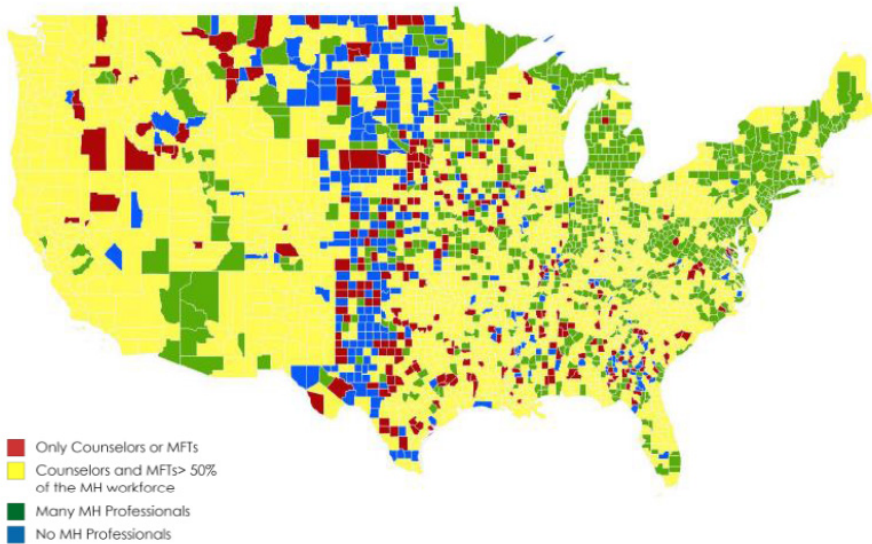 Only Counselors or MFTs
Counselors and MFTs> 50%
of the MH workforce
Many MH Professionals
No MH Professionals